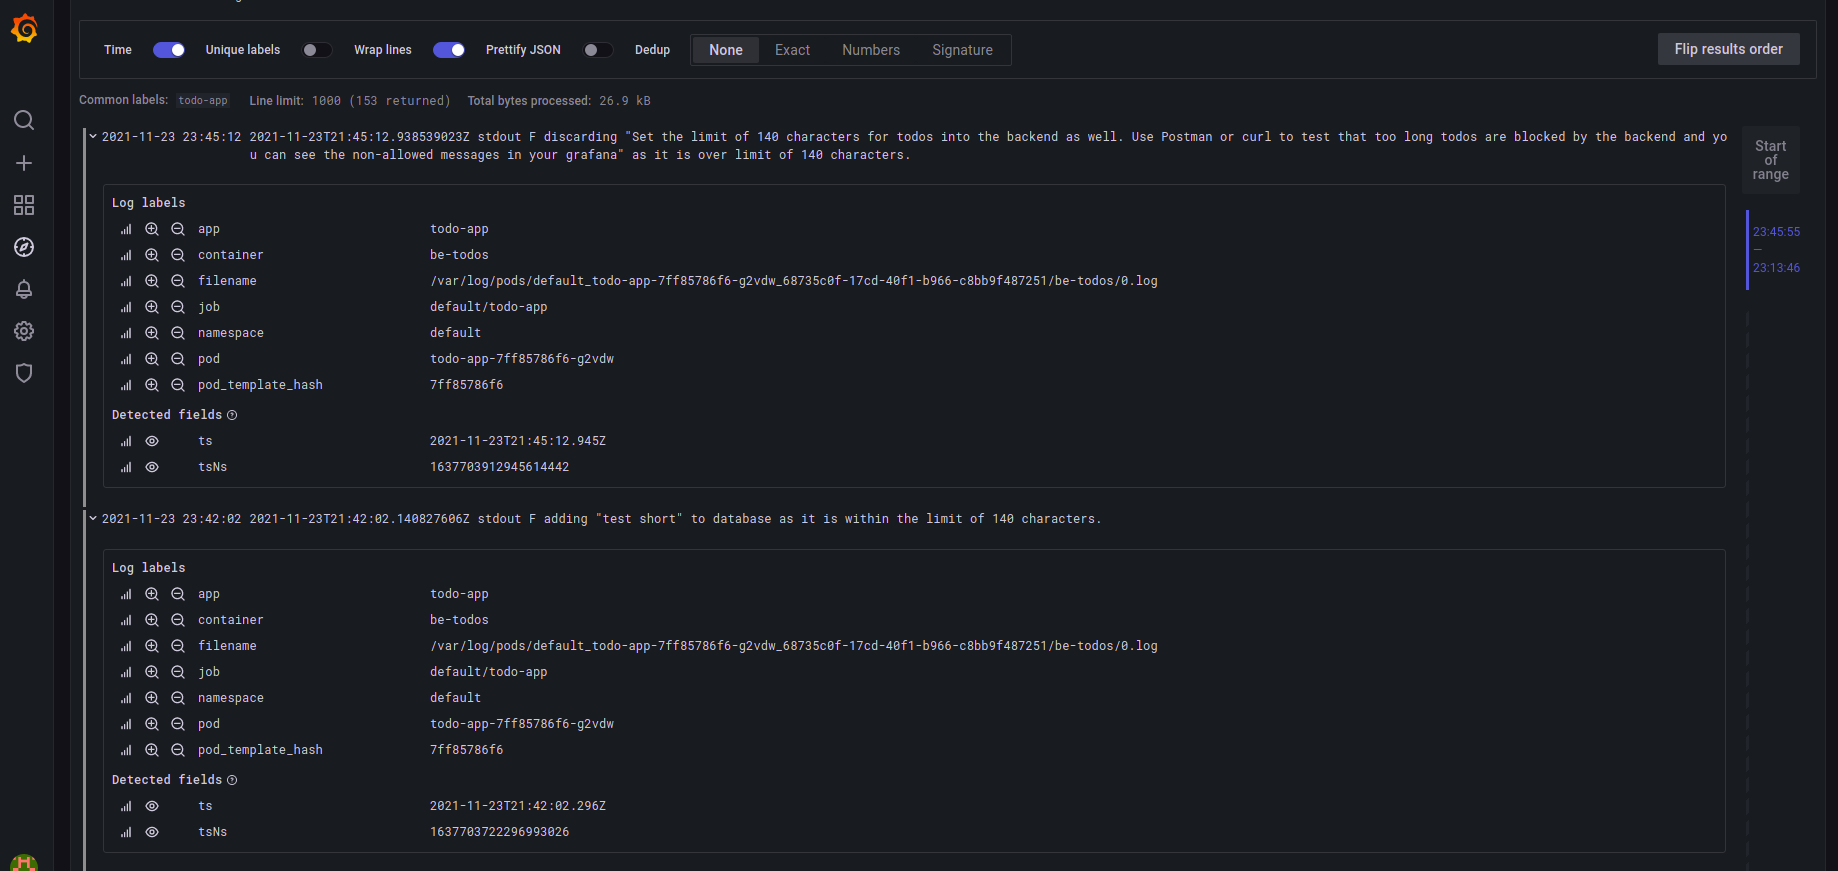 Time Unique labels Wrap lines Prettify JSON Dedup None Exact Numbers Signature Flip results order
Common labels: todo-app Line limit: 1000 (153 returned) Total bytes processed: 26.9 kB
2021-11-23 23:45:12 2021-11-23T21:45:12.938539023Z stdout F discarding "Set the limit of 140 characters for todos into the backend as well. Use Postman or curl to test that too long todos are blocked by the backend and yo
u can see the non-allowed messages in your grafana" as it is over limit of 140 characters.
Log labels
app todo-app
container be-todos
filename /var/log/pods/default_todo-app-7ff85786f6-g2vdw_68735c0f-17cd-40f1-b966-c8bb9f487251/be-todos/0.log
job default/todo-app
namespace default
pod todo-app-7ff85786f6-g2vdw
pod_template_hash 7ff85786f6
Detected fields
ts 2021-11-23T21:45:12.945Z
tsNs 1637703912945614442
2021-11-23 23:42:02 2021-11-23T21:42:02.140827606Z stdout F adding "test short" to database as it is within the limit of 140 characters.
Log labels
app todo-app
container be-todos
filename /var/log/pods/default_todo-app-7ff85786f6-g2vdw_68735c0f-17cd-40f1-b966-c8bb9f487251/be-todos/0.log
job default/todo-app
namespace default
pod todo-app-7ff85786f6-g2vdw
pod_template_hash 7ff85786f6
Detected fields
ts 2021-11-23T21:42:02.296Z
tsNs 1637703722296993026
Start
of
range
23:45:55
—
23:13:46